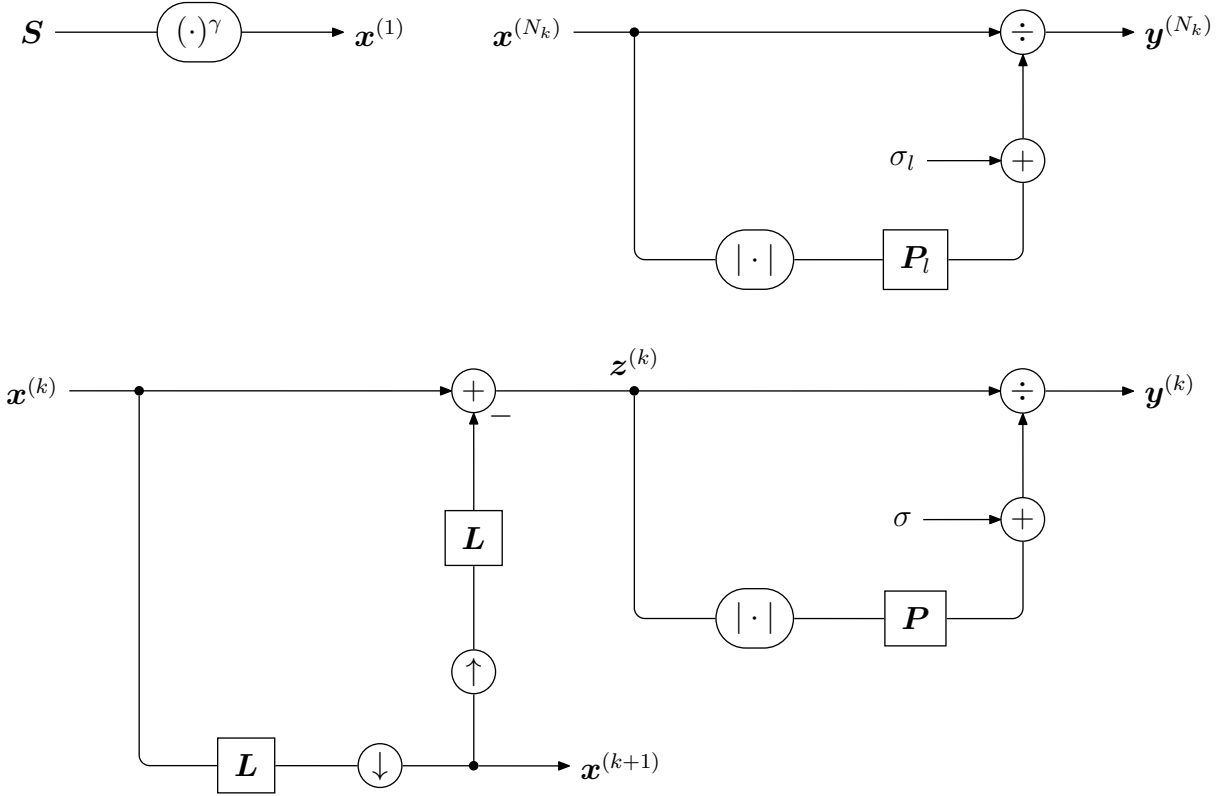 𝑺 (·)^γ 𝒙^(1) 𝒙^(N_k) ÷ 𝒚^(N_k)
σ_l +
|·| 𝑷_l
𝒛^(k)
𝒙^(k) + ÷ 𝒚^(k)
−
σ +
𝑳
|·| 𝑷
↑
𝑳 ↓ 𝒙^(k+1)